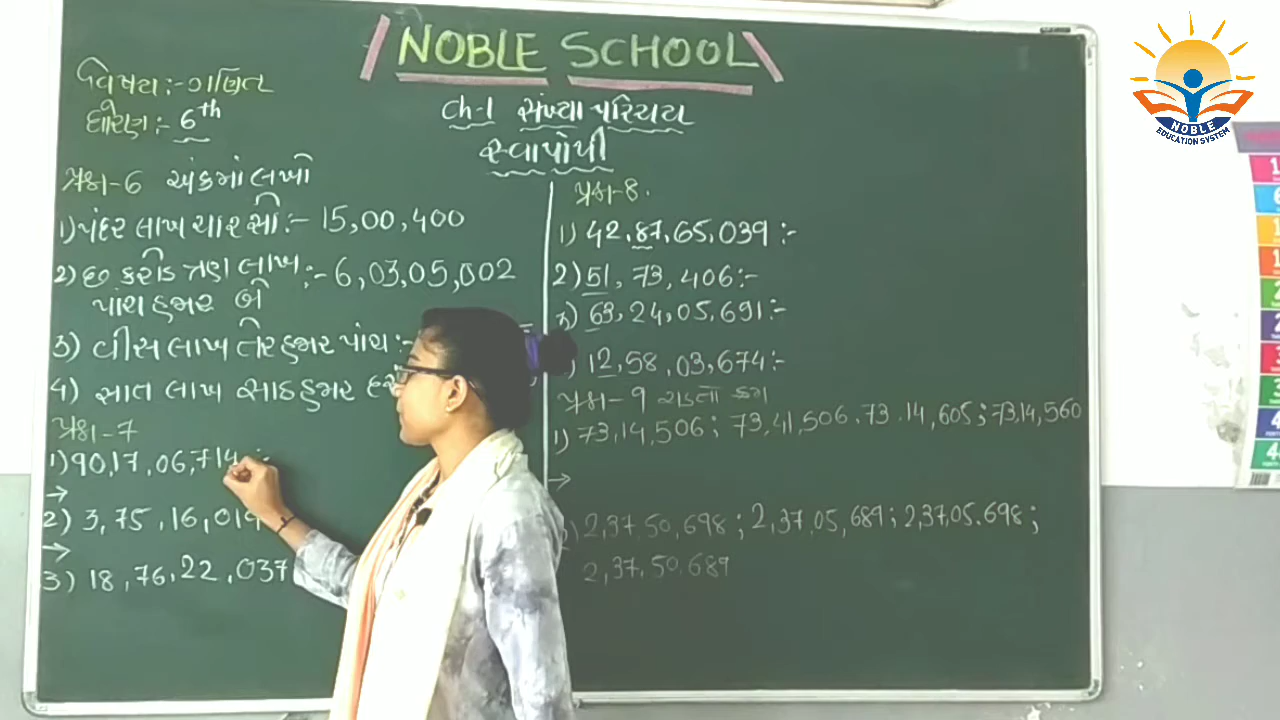 NOBLE SCHOOL
વિષય :- ગણિત
ધોરણ :- 6th
Ch-1 સંખ્યા પરિચય
સ્વાપોથી
પ્રશ્ન-6 અંકમાં લખો
1) પંદર લાખ ચારસો :- 15,00,400
2) છ કરોડ ત્રણ લાખ :- 6,03,05,002
પાંચ હજાર બે
3) વીસ લાખ તેર હજાર પાંચ :-
4) સાત લાખ સાઠ હજાર
પ્રશ્ન-7
1) 90,17,06,714 :-
→
2) 3,75,16,019
→
3) 18,76,22,037
પ્રશ્ન-8.
1) 42,87,65,039 :-
2) 51,73,406 :-
3) 63,24,05,691 :-
) 12,58,03,674 :-
પ્રશ્ન-9 ચડતા ક્રમ
1) 73,14,506; 73,41,506. 73.14,605; 73,14,560
→
) 2,37,50,698; 2,37,05,689; 2,37,05.698;
2,37,50.689
NOBLE
EDUCATION SYSTEM